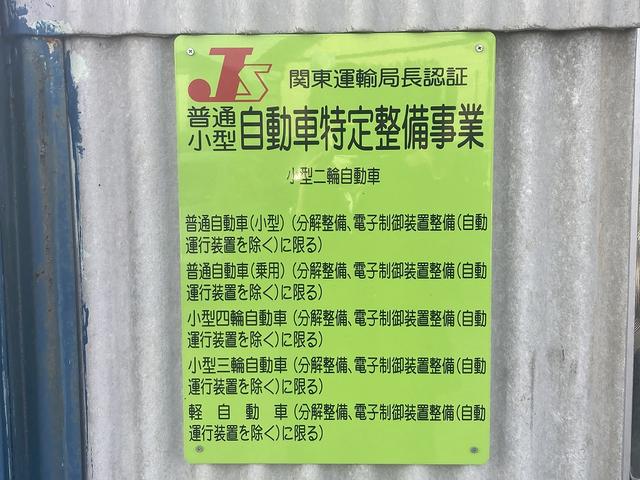 JS 関東運輸局長認証
普通
小型 自動車特定整備事業
小型二輪自動車
普通自動車(小型)(分解整備、電子制御装置整備(自動
運行装置を除く)に限る)
普通自動車(乗用)(分解整備、電子制御装置整備(自動
運行装置を除く)に限る)
小型四輪自動車(分解整備、電子制御装置整備(自動
運行装置を除く)に限る)
小型三輪自動車(分解整備、電子制御装置整備(自動
運行装置を除く)に限る)
軽自動車(分解整備、電子制御装置整備(自動
運行装置を除く)に限る)